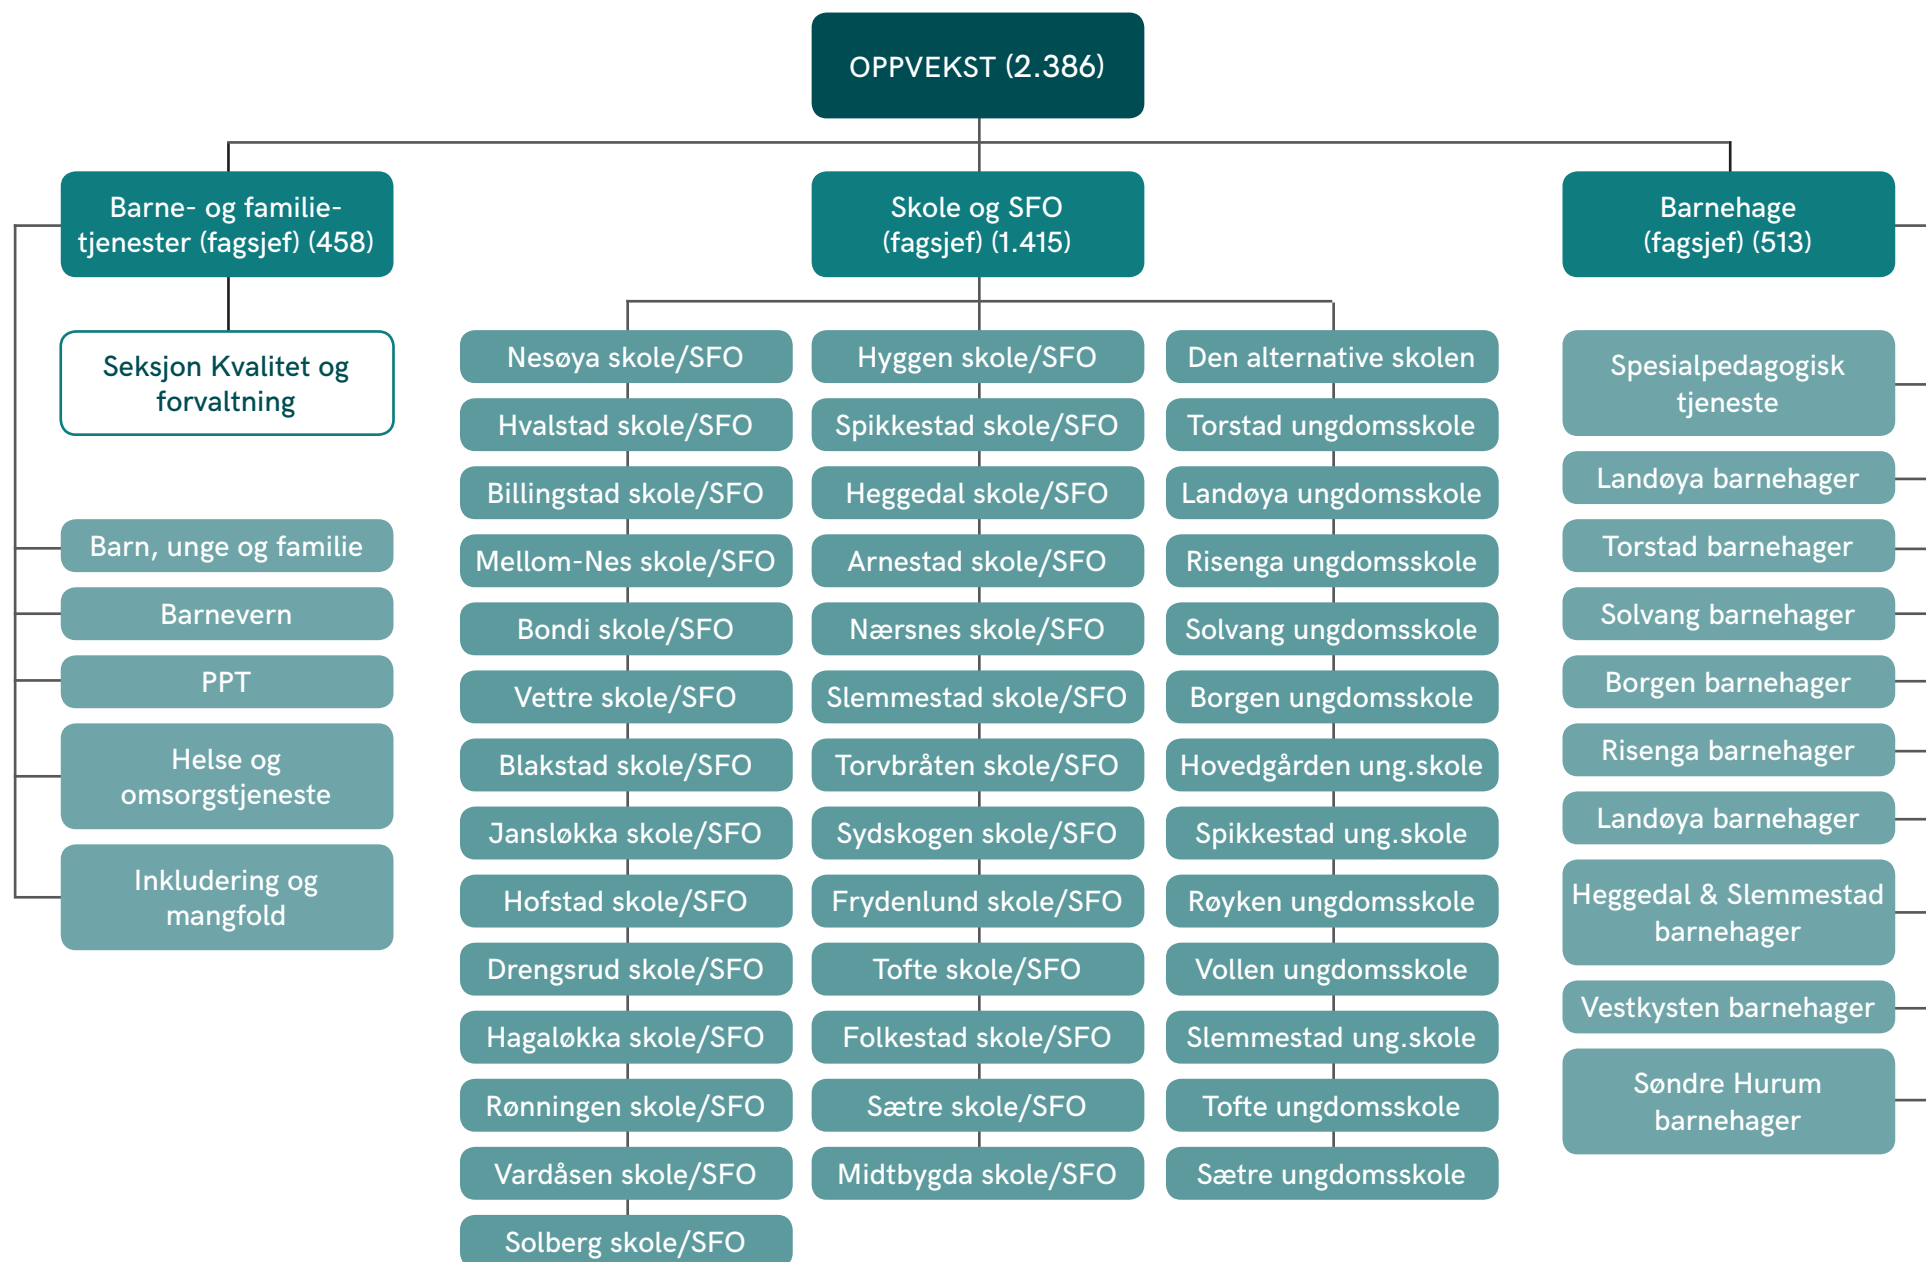 OPPVEKST (2.386)
Barne- og familie-
tjenester (fagsjef) (458)
Seksjon Kvalitet og
forvaltning
Barn, unge og familie
Barnevern
PPT
Helse og
omsorgstjeneste
Inkludering og
mangfold
Skole og SFO
(fagsjef) (1.415)
Nesøya skole/SFO
Hvalstad skole/SFO
Billingstad skole/SFO
Mellom-Nes skole/SFO
Bondi skole/SFO
Vettre skole/SFO
Blakstad skole/SFO
Jansløkka skole/SFO
Hofstad skole/SFO
Drengsrud skole/SFO
Hagaløkka skole/SFO
Rønningen skole/SFO
Vardåsen skole/SFO
Solberg skole/SFO
Hyggen skole/SFO
Spikkestad skole/SFO
Heggedal skole/SFO
Arnestad skole/SFO
Nærsnes skole/SFO
Slemmestad skole/SFO
Torvbråten skole/SFO
Sydskogen skole/SFO
Frydenlund skole/SFO
Tofte skole/SFO
Folkestad skole/SFO
Sætre skole/SFO
Midtbygda skole/SFO
Den alternative skolen
Torstad ungdomsskole
Landøya ungdomsskole
Risenga ungdomsskole
Solvang ungdomsskole
Borgen ungdomsskole
Hovedgården ung.skole
Spikkestad ung.skole
Røyken ungdomsskole
Vollen ungdomsskole
Slemmestad ung.skole
Tofte ungdomsskole
Sætre ungdomsskole
Barnehage
(fagsjef) (513)
Spesialpedagogisk
tjeneste
Landøya barnehager
Torstad barnehager
Solvang barnehager
Borgen barnehager
Risenga barnehager
Landøya barnehager
Heggedal & Slemmestad
barnehager
Vestkysten barnehager
Søndre Hurum
barnehager